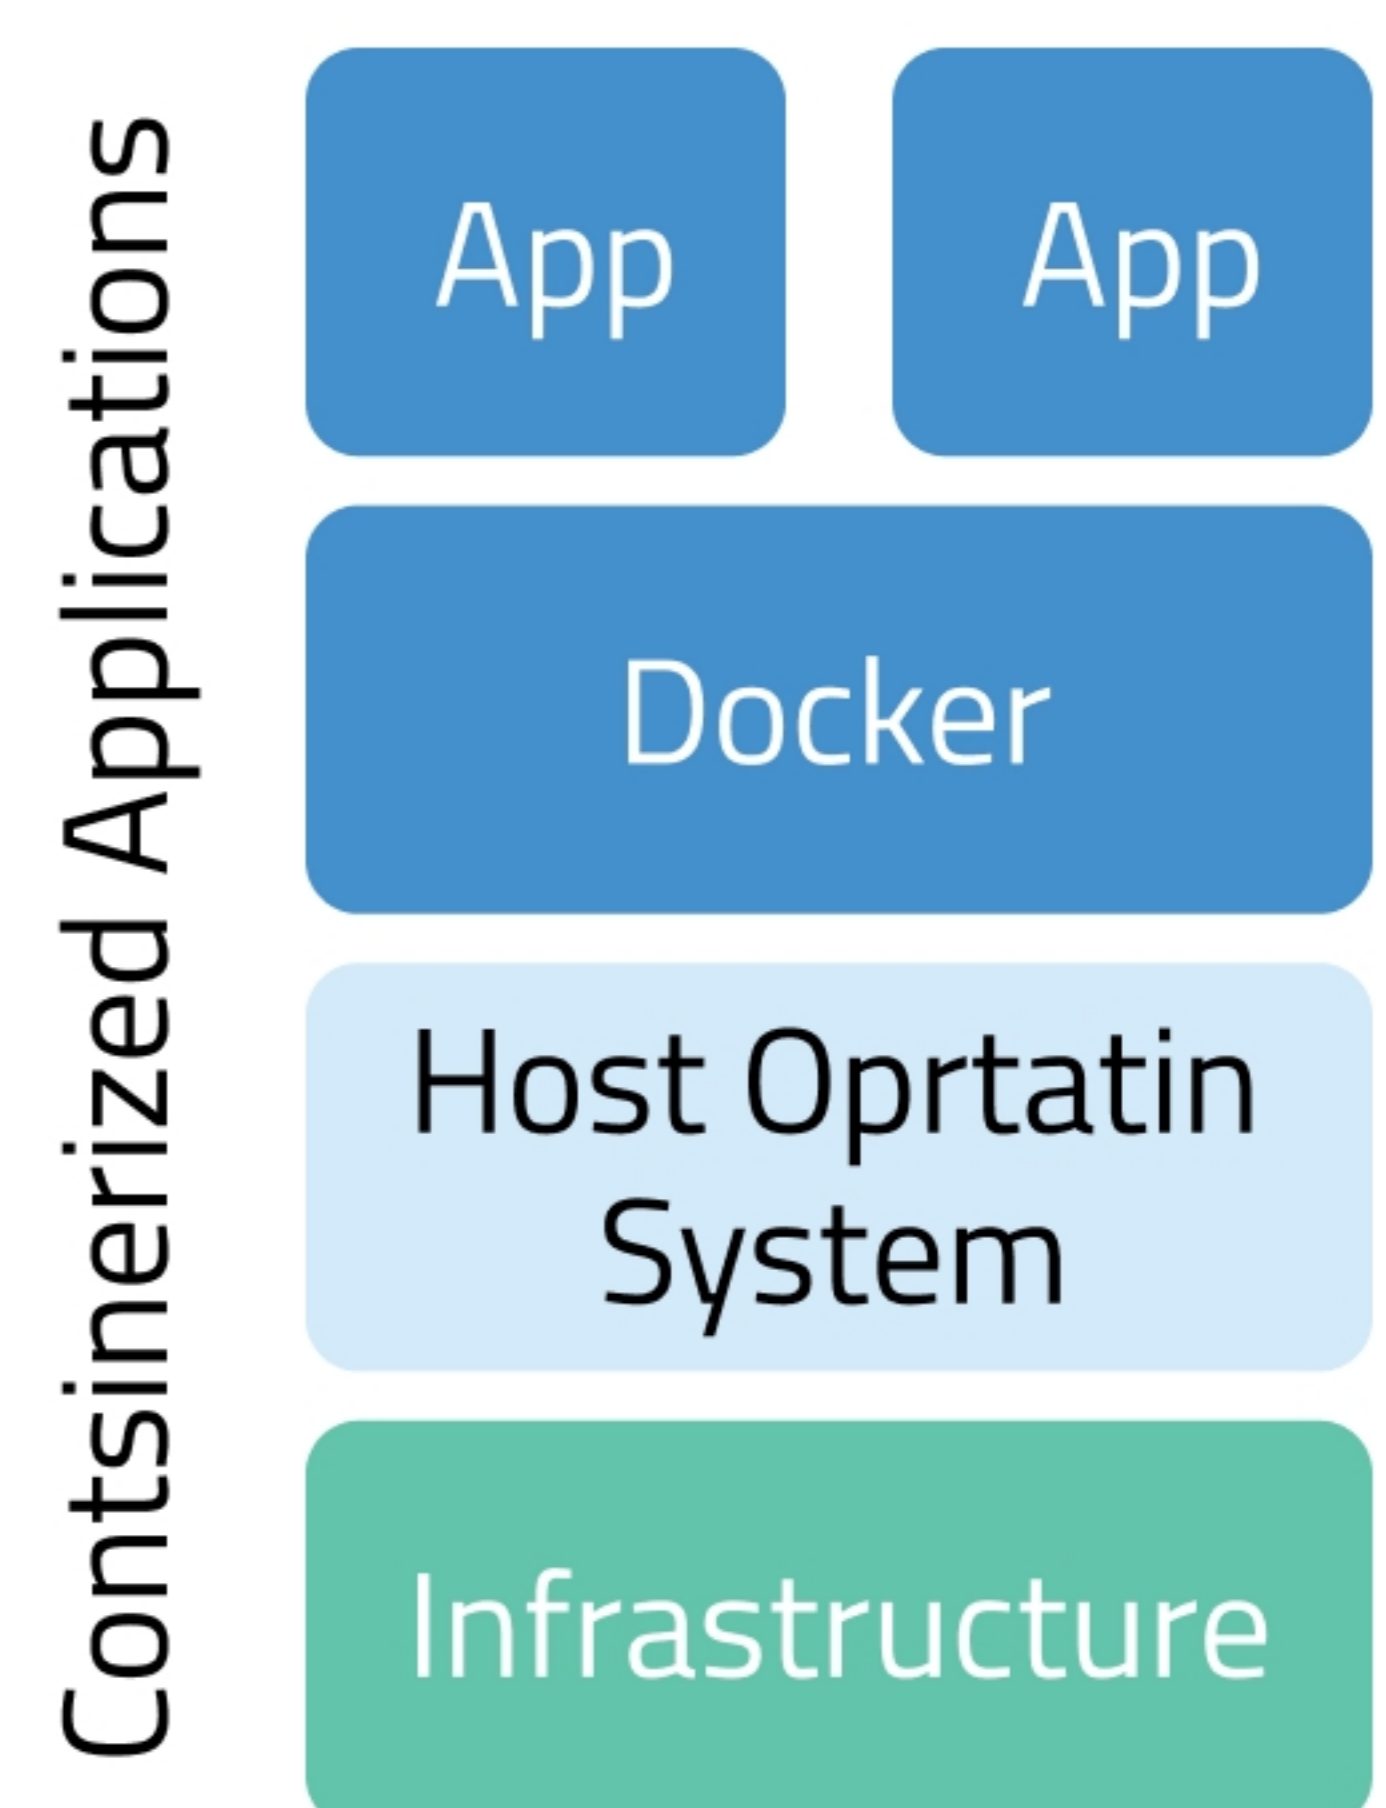 Contsinerized Applications
App
App
Docker
Host Oprtatin
System
Infrastructure